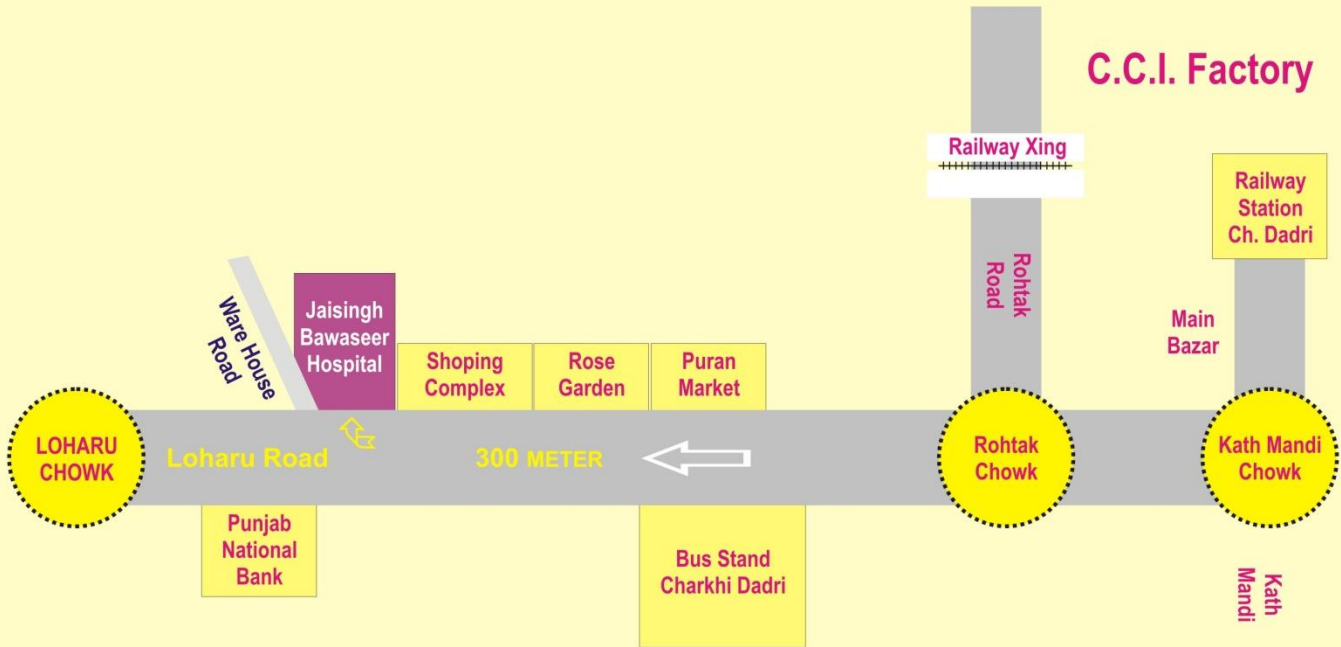 C.C.I. Factory
Railway Xing
Railway
Station
Ch. Dadri
Rohtak
Road
Main
Bazar
Ware House
Road
Jaisingh
Bawaseer
Hospital
Shoping
Complex
Rose
Garden
Puran
Market
LOHARU
CHOWK
Loharu Road
300 METER
Rohtak
Chowk
Kath Mandi
Chowk
Punjab
National
Bank
Bus Stand
Charkhi Dadri
Kath
Mandi